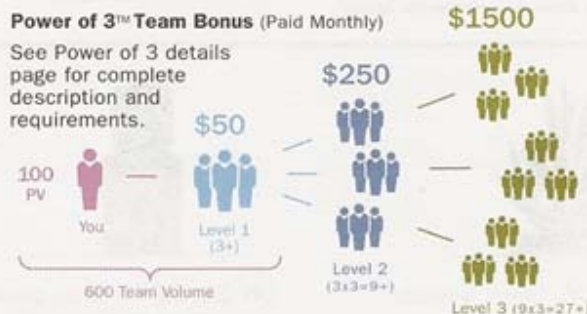 Power of 3™ Team Bonus (Paid Monthly)
See Power of 3 details
page for complete
description and
requirements.
$50
$250
$1500
100
PV
You
Level 1
(3+)
Level 2
(3x3=9+)
Level 3 (9x3=27+)
600 Team Volume